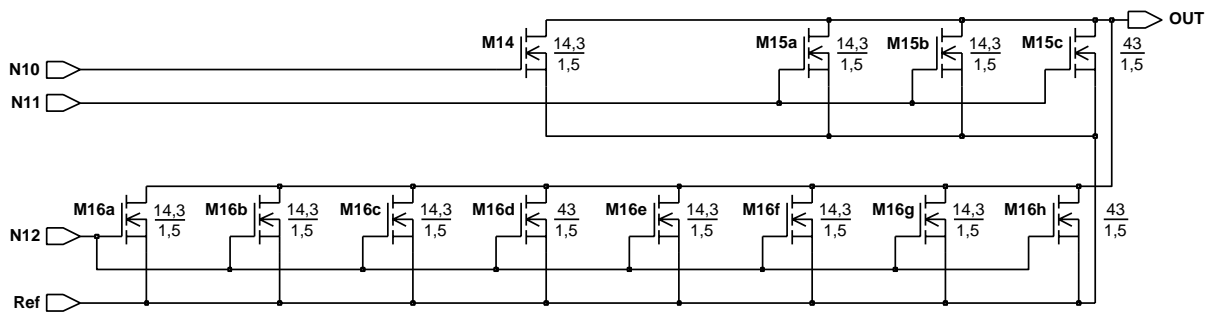 OUT
M14 14,3 M15a 14,3 M15b 14,3 M15c 43
1,5 1,5 1,5 1,5
N10
N11
M16a 14,3 M16b 14,3 M16c 14,3 M16d 43 M16e 14,3 M16f 14,3 M16g 14,3 M16h 43
1,5 1,5 1,5 1,5 1,5 1,5 1,5 1,5
N12
Ref